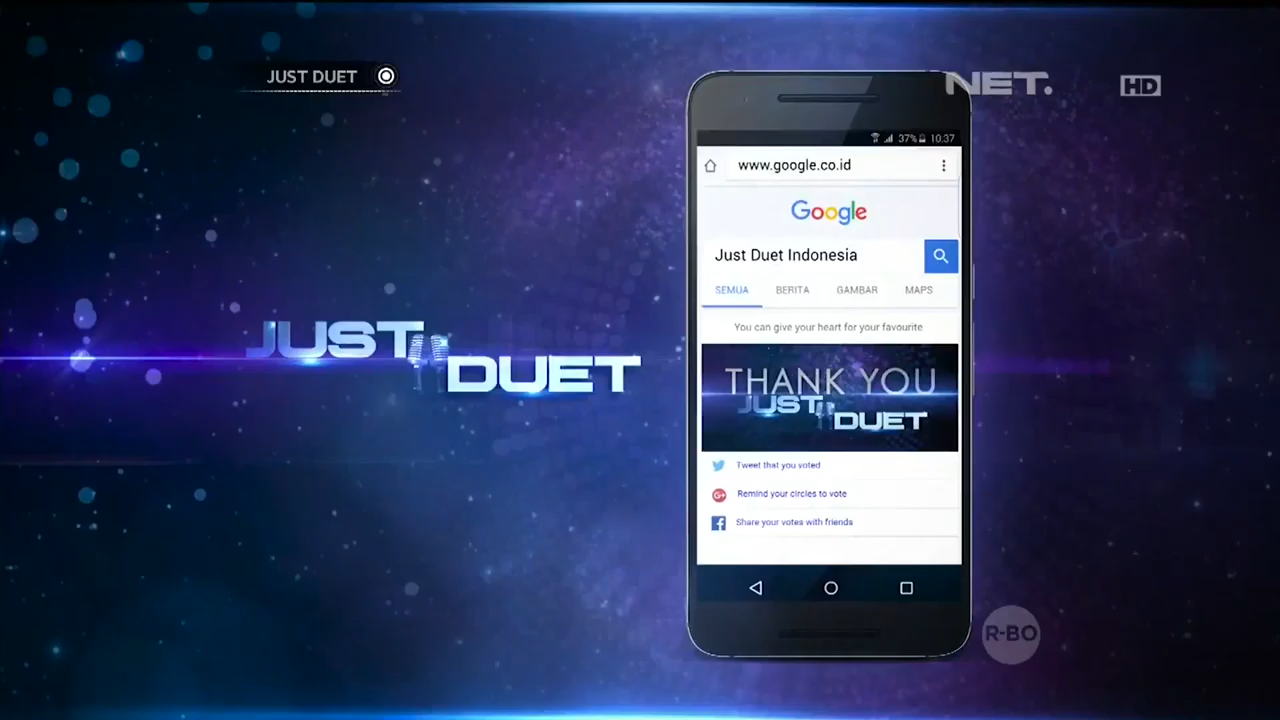 JUST DUET
NET.
HD
37% 10:37
www.google.co.id
Google
Just Duet Indonesia
SEMUA BERITA GAMBAR MAPS
You can give your heart for your favourite
THANK YOU
JUST
DUET
Tweet that you voted
G+ Remind your circles to vote
Share your votes with friends
JUST
DUET
R-BO